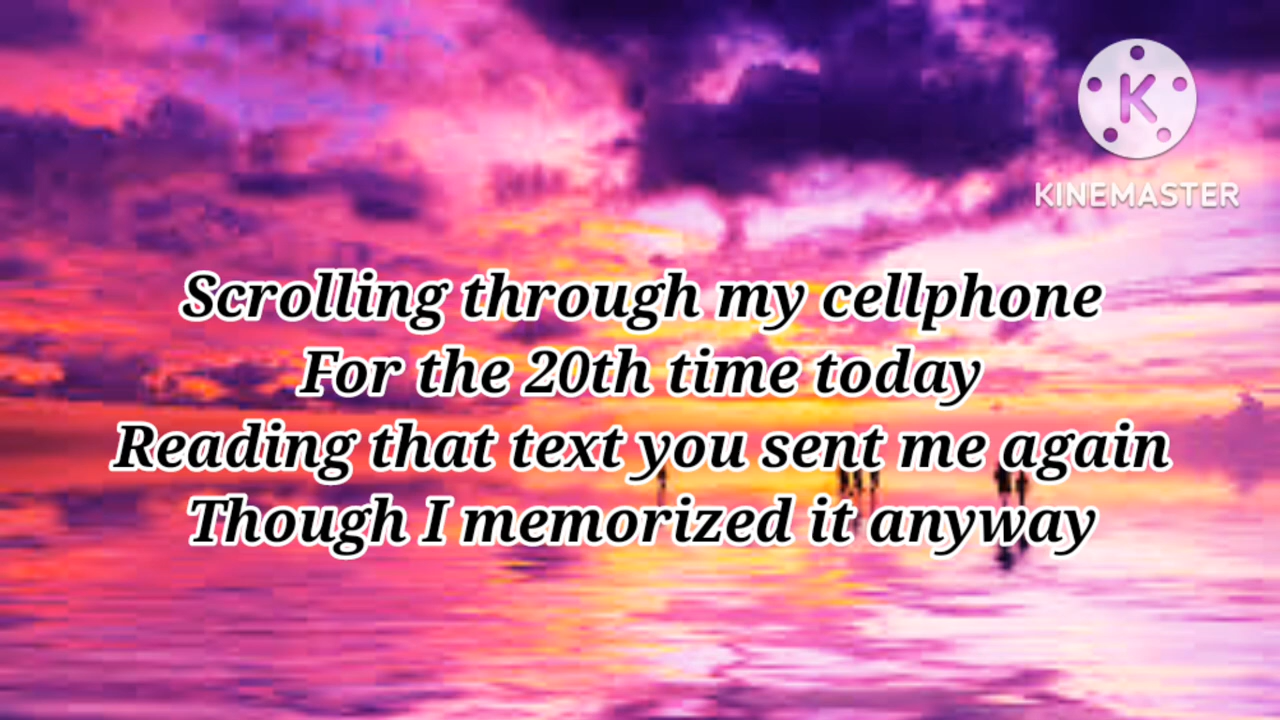 K
KINEMASTER
Scrolling through my cellphone
For the 20th time today
Reading that text you sent me again
Though I memorized it anyway